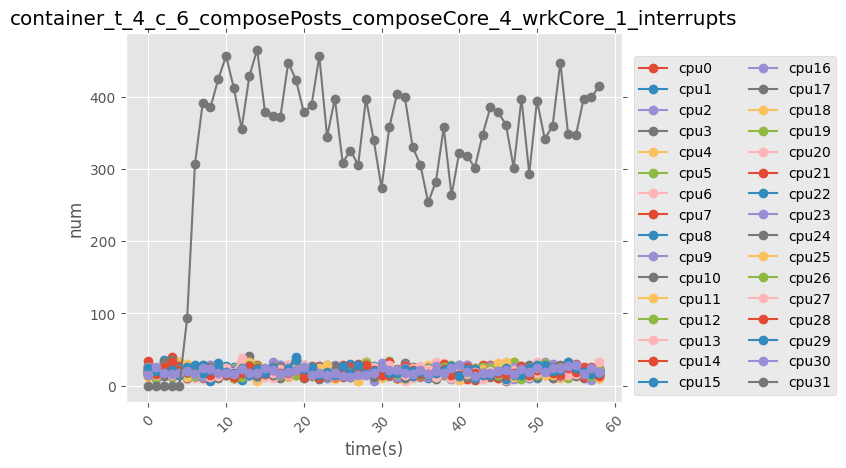 container_t_4_c_6_composePosts_composeCore_4_wrkCore_1_interrupts
num
400
300
200
100
0
0
10
20
30
40
50
60
time(s)
cpu0
cpu1
cpu2
cpu3
cpu4
cpu5
cpu6
cpu7
cpu8
cpu9
cpu10
cpu11
cpu12
cpu13
cpu14
cpu15
cpu16
cpu17
cpu18
cpu19
cpu20
cpu21
cpu22
cpu23
cpu24
cpu25
cpu26
cpu27
cpu28
cpu29
cpu30
cpu31